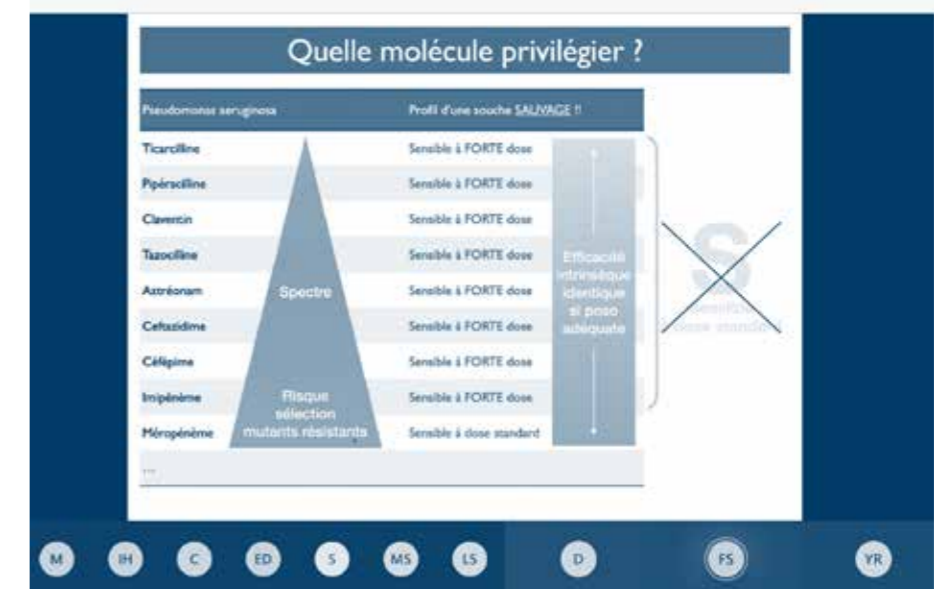 Quelle molécule privilégier ?
Pseudomonas aeruginosa Profil d'une souche SAUVAGE !!
Ticarcilline Sensible à FORTE dose
Pipéracilline Sensible à FORTE dose
Claventin Sensible à FORTE dose
Tazocilline Sensible à FORTE dose
Aztréonam Sensible à FORTE dose
Ceftazidime Sensible à FORTE dose
Céfépime Sensible à FORTE dose
Imipénème Sensible à FORTE dose
Méropénème Sensible à dose standard
...
Spectre
Risque
sélection
mutants résistants
Efficacité
intrinsèque
identique
si poso
adéquate
S
Sensible
dose standard
M IH C ED S MS LS D FS YR